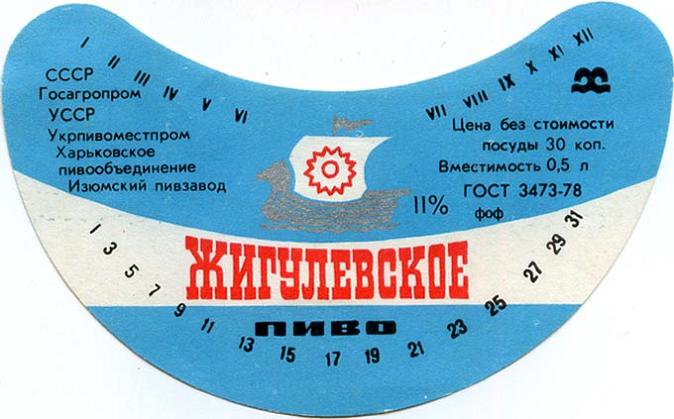 I II III IV V VI VII VIII IX X XI XII
СССР
Госагропром
УССР
Укрпивоместпром
Харьковское
пивообъединение
Изюмский пивзавод
Цена без стоимости
посуды 30 коп.
Вместимость 0,5 л
ГОСТ 3473-78
фоф
11%
ЖИГУЛЕВСКОЕ
ПИВО
1 3 5 7 9 11 13 15 17 19 21 23 25 27 29 31